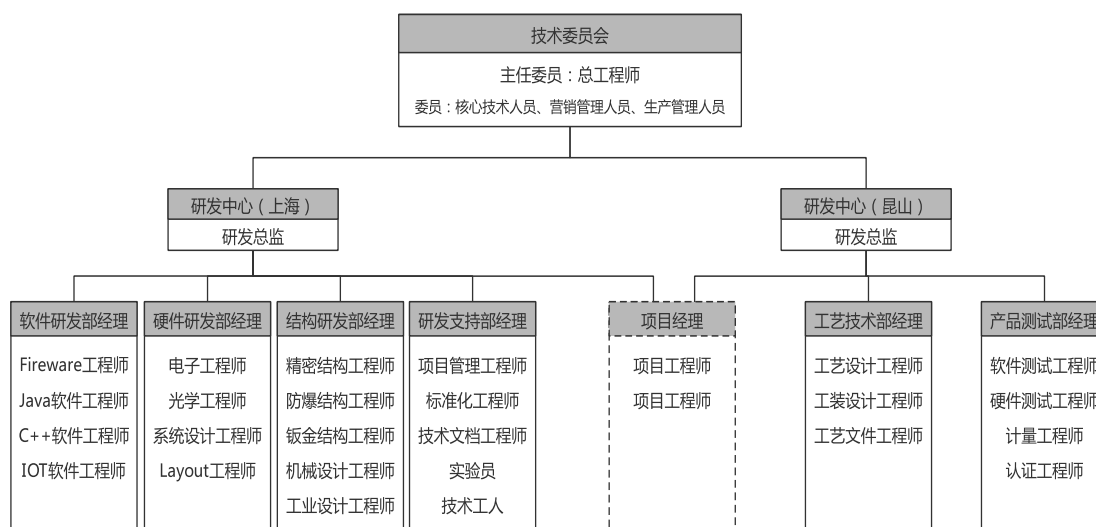 技术委员会
主任委员：总工程师
委员：核心技术人员、营销管理人员、生产管理人员
研发中心（上海）
研发总监
研发中心（昆山）
研发总监
软件研发部经理
Fireware工程师
Java软件工程师
C++软件工程师
IOT软件工程师
硬件研发部经理
电子工程师
光学工程师
系统设计工程师
Layout工程师
结构研发部经理
精密结构工程师
防爆结构工程师
钣金结构工程师
机械设计工程师
工业设计工程师
研发支持部经理
项目管理工程师
标准化工程师
技术文档工程师
实验员
技术工人
项目经理
项目工程师
项目工程师
工艺技术部经理
工艺设计工程师
工装设计工程师
工艺文件工程师
产品测试部经理
软件测试工程师
硬件测试工程师
计量工程师
认证工程师